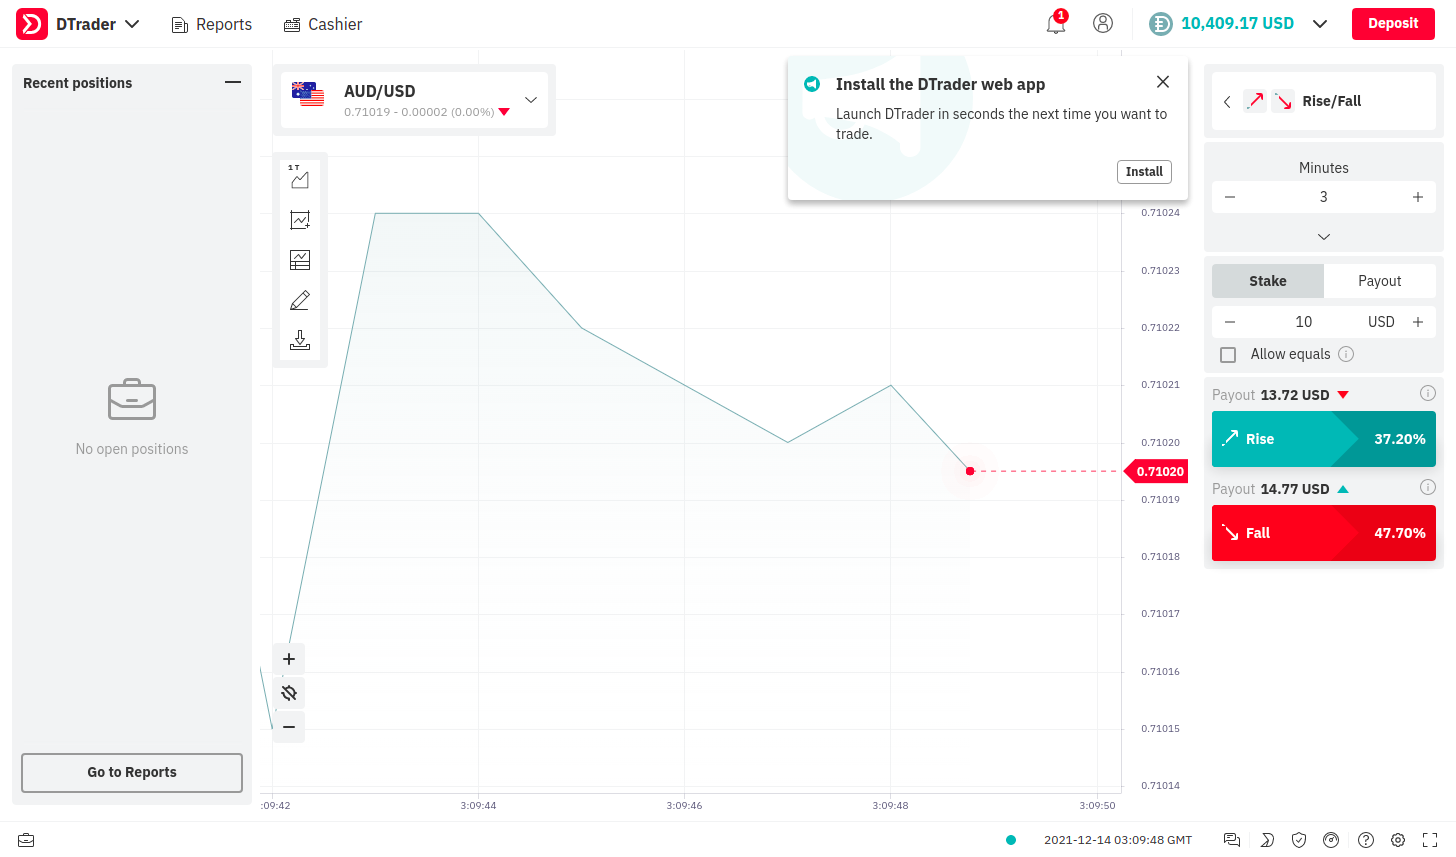 DTrader
Reports
Cashier
1
10,409.17 USD
Deposit
Recent positions
No open positions
Go to Reports
AUD/USD
0.71019 - 0.00002 (0.00%)
1 T
Install the DTrader web app
Launch DTrader in seconds the next time you want to
trade.
Install
0.71024
0.71023
0.71022
0.71021
0.71020
0.71020
0.71019
0.71018
0.71017
0.71016
0.71015
0.71014
:09:42
3:09:44
3:09:46
3:09:48
3:09:50
Rise/Fall
Minutes
3
Stake
Payout
10
USD
Allow equals
Payout 13.72 USD
Rise
37.20%
Payout 14.77 USD
Fall
47.70%
2021-12-14 03:09:48 GMT